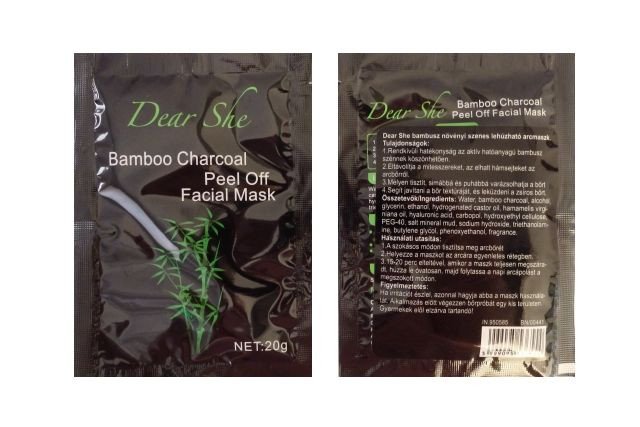 Dear She
Bamboo Charcoal
Peel Off
Facial Mask
NET:20g
Dear She
Bamboo Charcoal
Peel Off Facial Mask
Dear She bambusz növényi szenes lehúzható arcmaszk
Tulajdonságok:
1.Rendkívüli hatékonyság az aktív hatóanyagú bambusz
szénnek köszönhetően.
2.Eltávolítja a mitesszereket, az elhalt hámsejteket az
arcbőrről.
3.Mélyen tisztít, simábbá és puhábbá varázsolhatja a bőrt
4.Segít javítani a bőr textúráját, és leküzdeni a zsíros bőrt.
Összetevők/Ingredients: Water, bamboo charcoal, alcohol,
glycerin, ethanol, hydrogenated castor oil, hamamelis virgi-
niana oil, hyaluronic acid, carbopol, hydroxyethyl cellulose,
PEG-40, salt mineral mud, sodium hydroxide, triethanolam-
ine, butylene glycol, phenoxyethanol, fragrance.
Használati utasítás:
1.A szokásos módon tisztítsa meg arcbőrét
2.Helyezze a maszkot az arcára egyenletes rétegben.
3.15-20 perc elteltével, amikor a maszk teljesen megszára-
dt, húzza le óvatosan, majd folytassa a napi arcápolást a
megszokott módon.
Figyelmeztetés:
Ha irritációt észlel, azonnal hagyja abba a maszk használa-
tát. Alkalmazás előtt végezzen bőrpróbát egy kis területen.
Gyermekek elől elzárva tartandó!
IN:950585 BN/00441